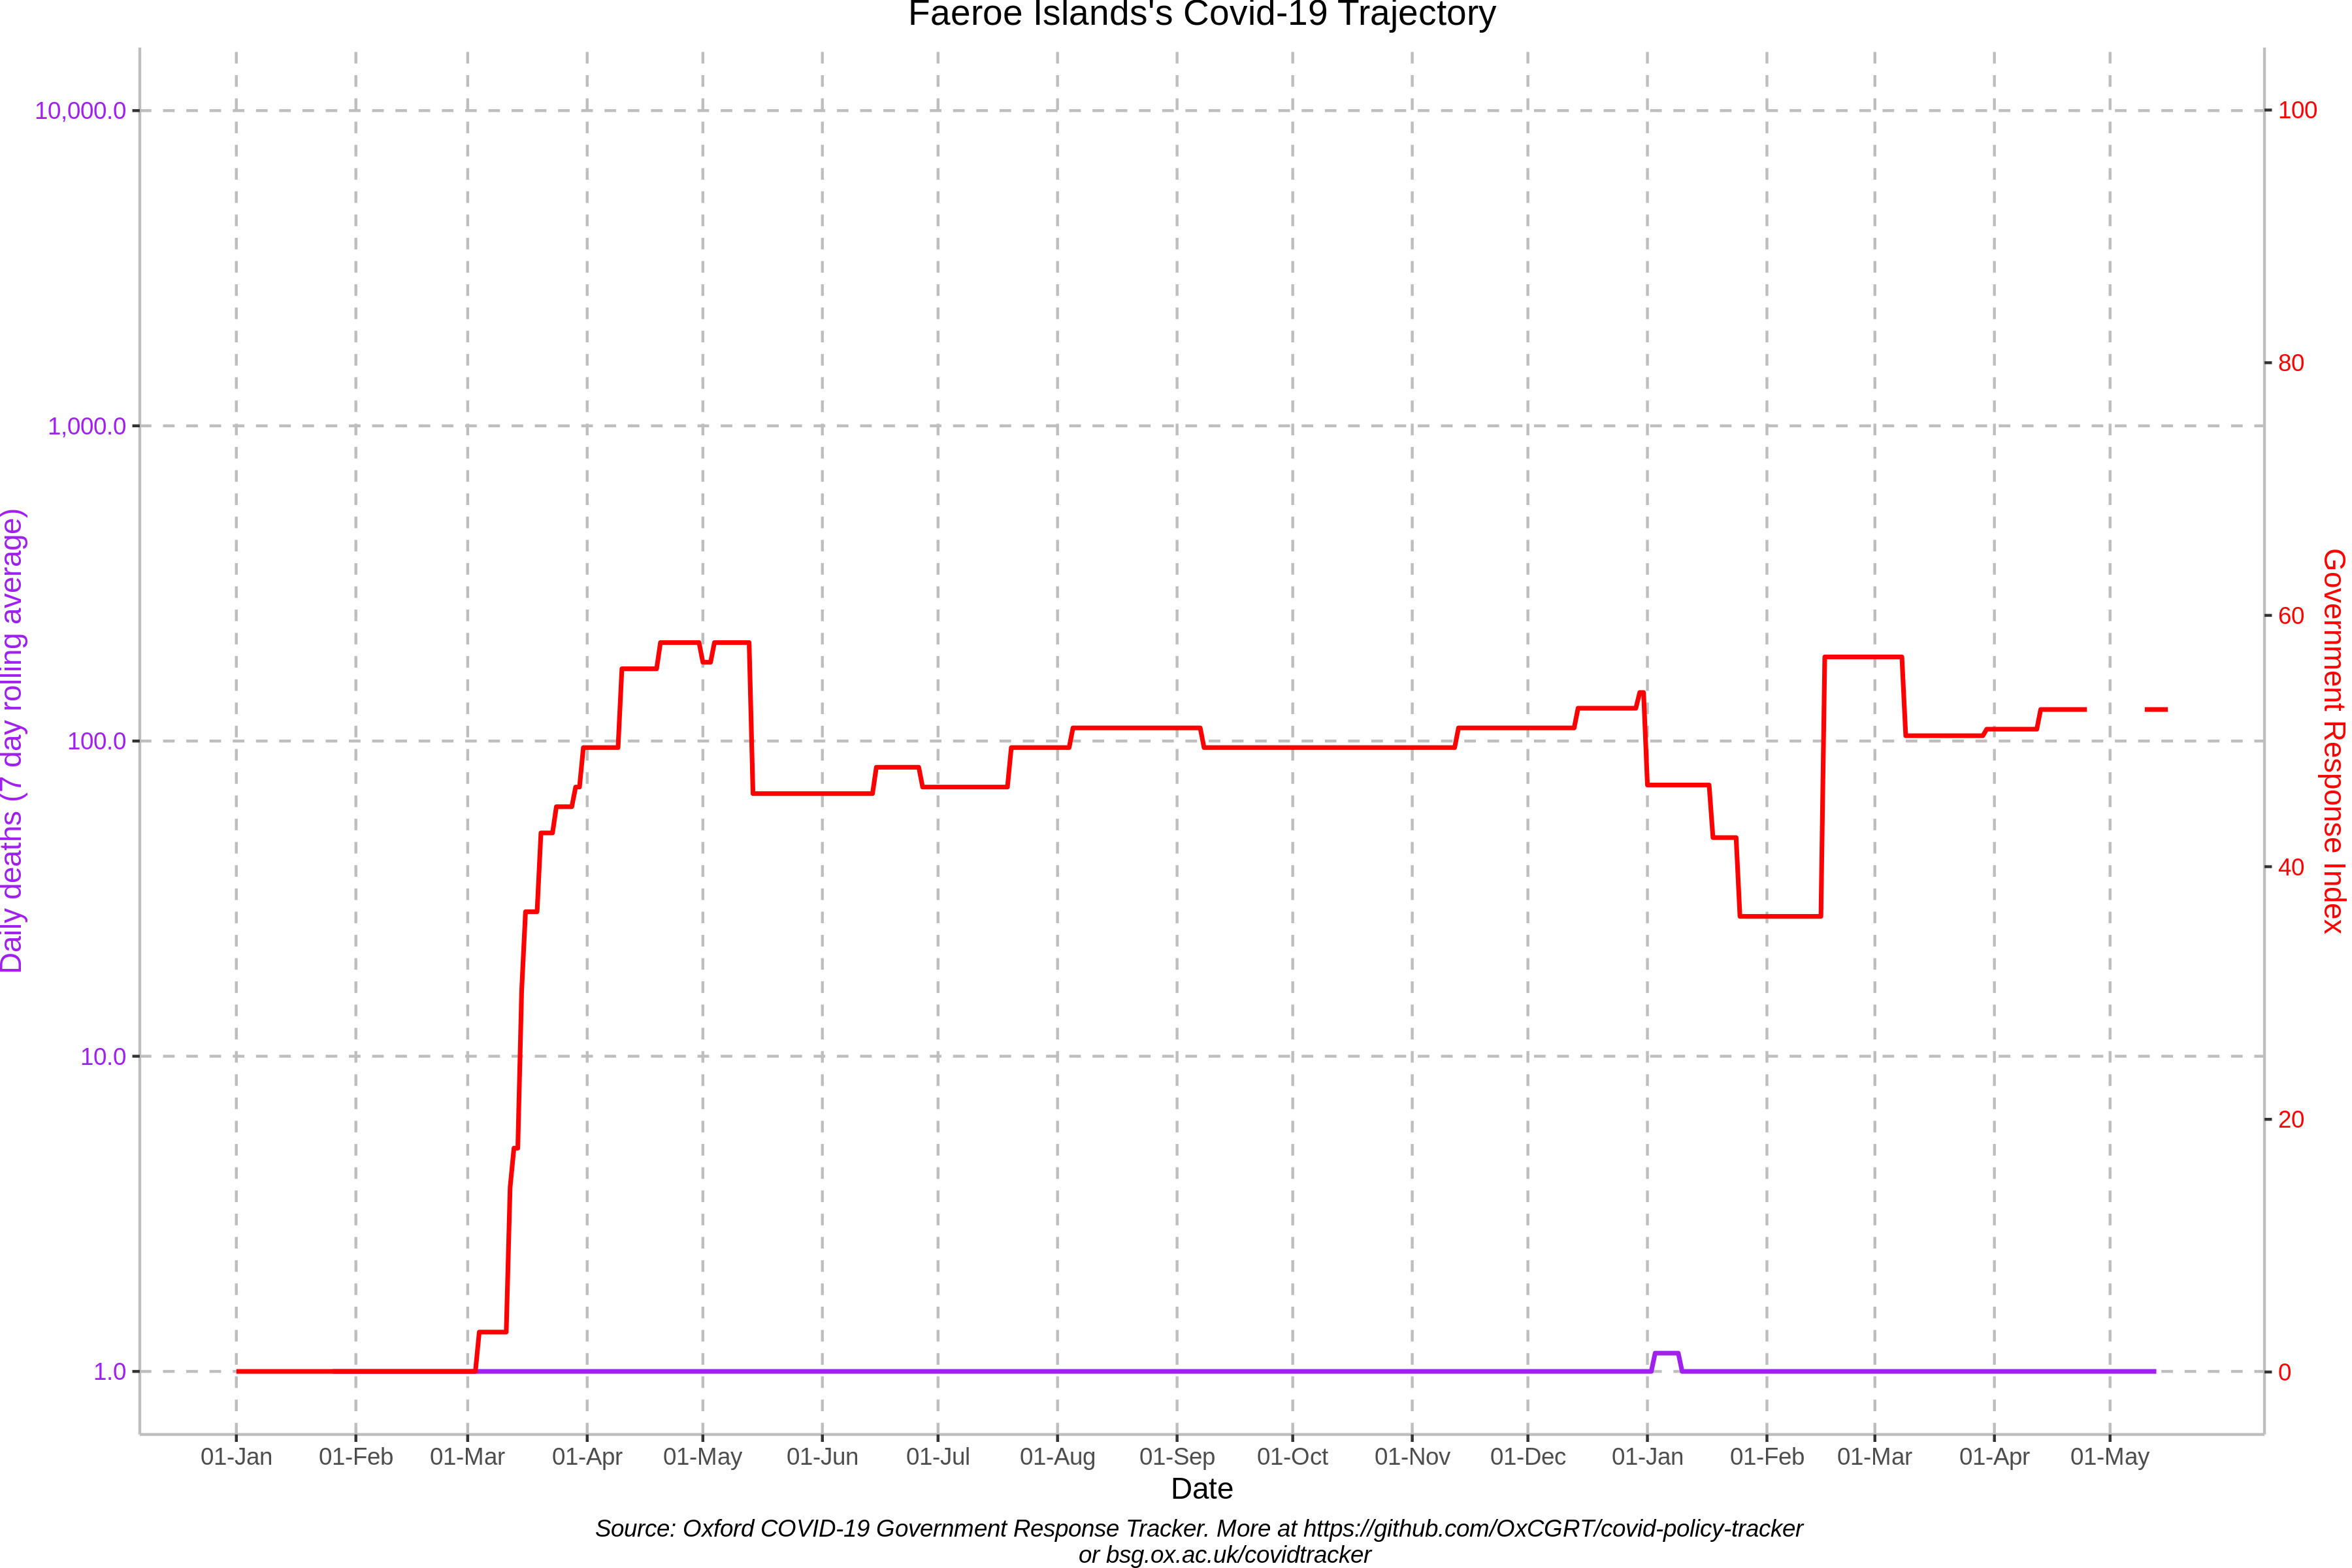 Faeroe Islands's Covid-19 Trajectory
10,000.0
1,000.0
100.0
10.0
1.0
Daily deaths (7 day rolling average)
100
80
60
40
20
0
Government Response Index
01-Jan 01-Feb 01-Mar 01-Apr 01-May 01-Jun 01-Jul 01-Aug 01-Sep 01-Oct 01-Nov 01-Dec 01-Jan 01-Feb 01-Mar 01-Apr 01-May
Date
Source: Oxford COVID-19 Government Response Tracker. More at https://github.com/OxCGRT/covid-policy-tracker
or bsg.ox.ac.uk/covidtracker